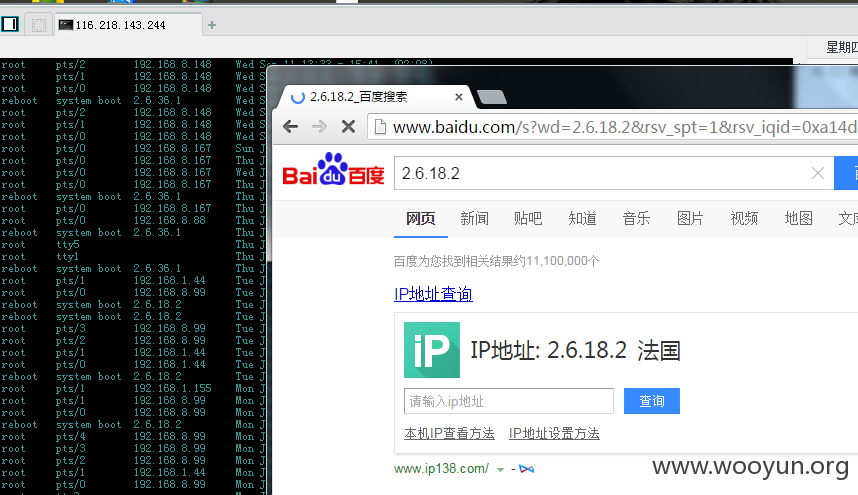 116.218.143.244
星期四
root pts/2 192.168.8.148 Wed Sep 11 13:33 - 15:41 (02:08)
root pts/1 192.168.8.148 Wed S
root pts/0 192.168.8.148 Wed S
reboot system boot 2.6.36.1 Wed S
root pts/2 192.168.8.148 Wed S
root pts/1 192.168.8.148 Wed S
root pts/0 192.168.8.148 Wed S
root pts/0 192.168.8.167 Sun J
root pts/0 192.168.8.167 Thu J
root pts/0 192.168.8.167 Wed J
root pts/0 192.168.8.167 Thu J
reboot system boot 2.6.36.1 Thu J
root pts/0 192.168.8.167 Thu J
root pts/0 192.168.8.88 Thu J
reboot system boot 2.6.36.1 Thu J
root tty5 Thu J
root tty1 Thu J
reboot system boot 2.6.36.1 Thu J
root pts/1 192.168.1.44 Tue J
root pts/0 192.168.8.99 Tue J
reboot system boot 2.6.18.2 Tue J
reboot system boot 2.6.18.2 Tue J
root pts/3 192.168.8.99 Tue J
root pts/2 192.168.8.99 Tue J
root pts/1 192.168.1.44 Tue J
root pts/0 192.168.1.44 Tue J
reboot system boot 2.6.18.2 Tue J
root pts/1 192.168.1.155 Mon J
root pts/1 192.168.8.99 Mon J
root pts/0 192.168.8.99 Mon J
reboot system boot 2.6.18.2 Mon J
root pts/4 192.168.8.99 Mon J
root pts/3 192.168.8.99 Mon J
root pts/2 192.168.8.99 Mon J
root pts/1 192.168.1.44 Mon J
root pts/0 192.168.8.99 Mon J
2.6.18.2_百度搜索
www.baidu.com/s?wd=2.6.18.2&rsv_spt=1&rsv_iqid=0xa14d
Bai du 百度
2.6.18.2
网页 新闻 贴吧 知道 音乐 图片 视频 地图 文库
百度为您找到相关结果约11,100,000个
IP地址查询
iP
IP地址: 2.6.18.2 法国
请输入ip地址
查询
本机IP查看方法 IP地址设置方法
www.ip138.com/ -
www.wooyun.org